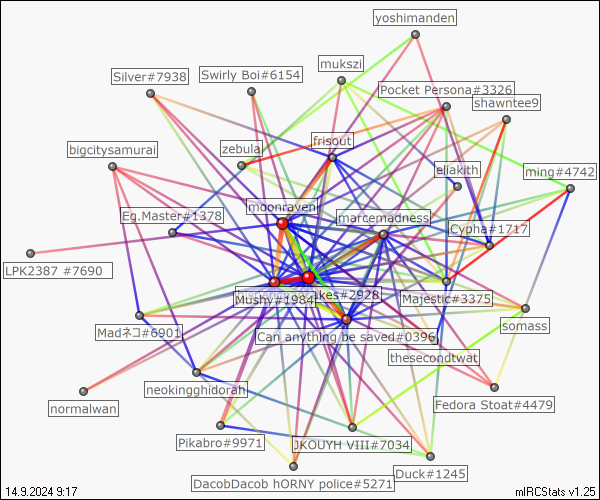 yoshimanden
mukszi
Swirly Boi#6154
Silver#7938
Pocket Persona#3326
shawntee9
frisout
zebula
bigcitysamurai
eliakith
ming#4742
moonraven
marcemadness
Eg.Master#1378
Cypha#1717
LPK2387 #7690
Mushy#1984
akes#2928
Majestic#3375
somass
Madネコ#6901
Can anything be saved#0396
thesecondtwat
neokingghidorah
normalwan
Fedora Stoat#4479
Pikabro#9971
JKOUYH VIII#7034
Duck#1245
DacobDacob hORNY police#5271
14.9.2024 9:17
mIRCStats v1.25